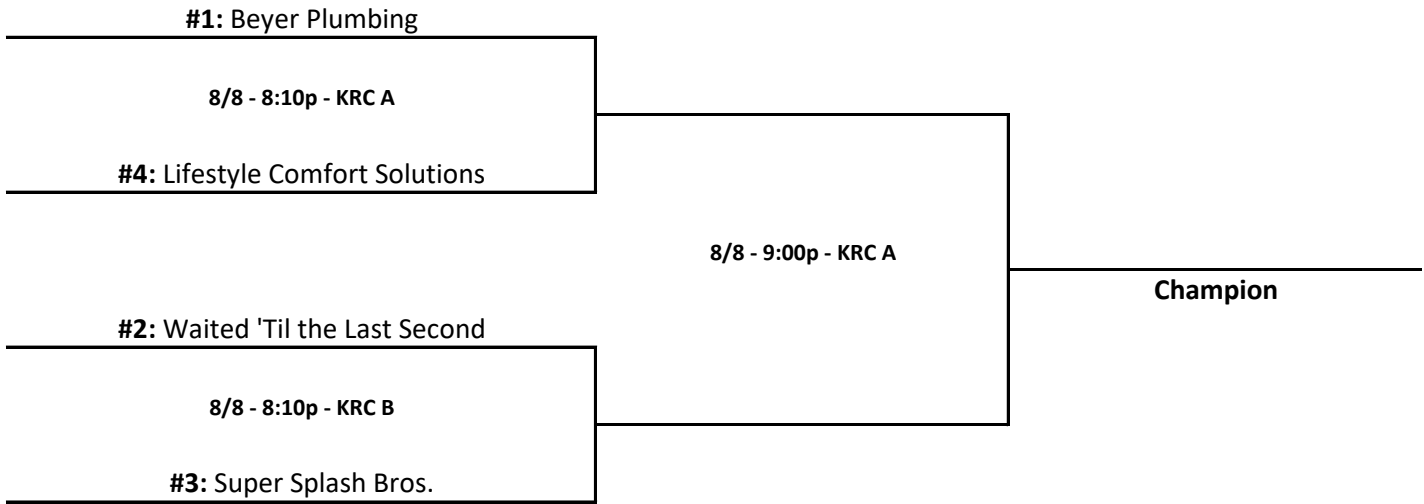 #1: Beyer Plumbing
8/8 - 8:10p - KRC A
#4: Lifestyle Comfort Solutions
8/8 - 9:00p - KRC A
Champion
#2: Waited 'Til the Last Second
8/8 - 8:10p - KRC B
#3: Super Splash Bros.